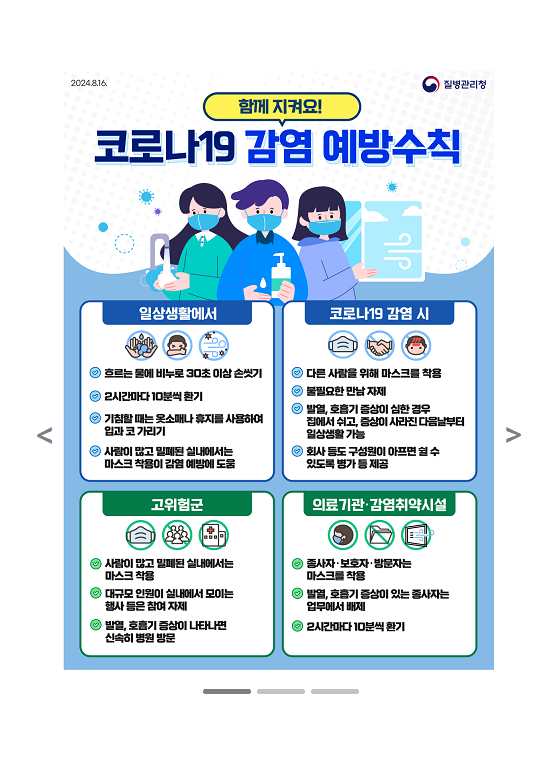 2024.8.16.
질병관리청
함께 지켜요!
코로나19 감염 예방수칙
일상생활에서
흐르는 물에 비누로 30초 이상 손씻기
2시간마다 10분씩 환기
기침할 때는 옷소매나 휴지를 사용하여
입과 코 가리기
사람이 많고 밀폐된 실내에서는
마스크 착용이 감염 예방에 도움
코로나19 감염 시
다른 사람을 위해 마스크를 착용
불필요한 만남 자제
발열, 호흡기 증상이 심한 경우
집에서 쉬고, 증상이 사라진 다음날부터
일상생활 가능
회사 등도 구성원이 아프면 쉴 수
있도록 병가 등 제공
고위험군
사람이 많고 밀폐된 실내에서는
마스크 착용
대규모 인원이 실내에서 모이는
행사 등은 참여 자제
발열, 호흡기 증상이 나타나면
신속히 병원 방문
의료기관·감염취약시설
종사자·보호자·방문자는
마스크를 착용
발열, 호흡기 증상이 있는 종사자는
업무에서 배제
2시간마다 10분씩 환기